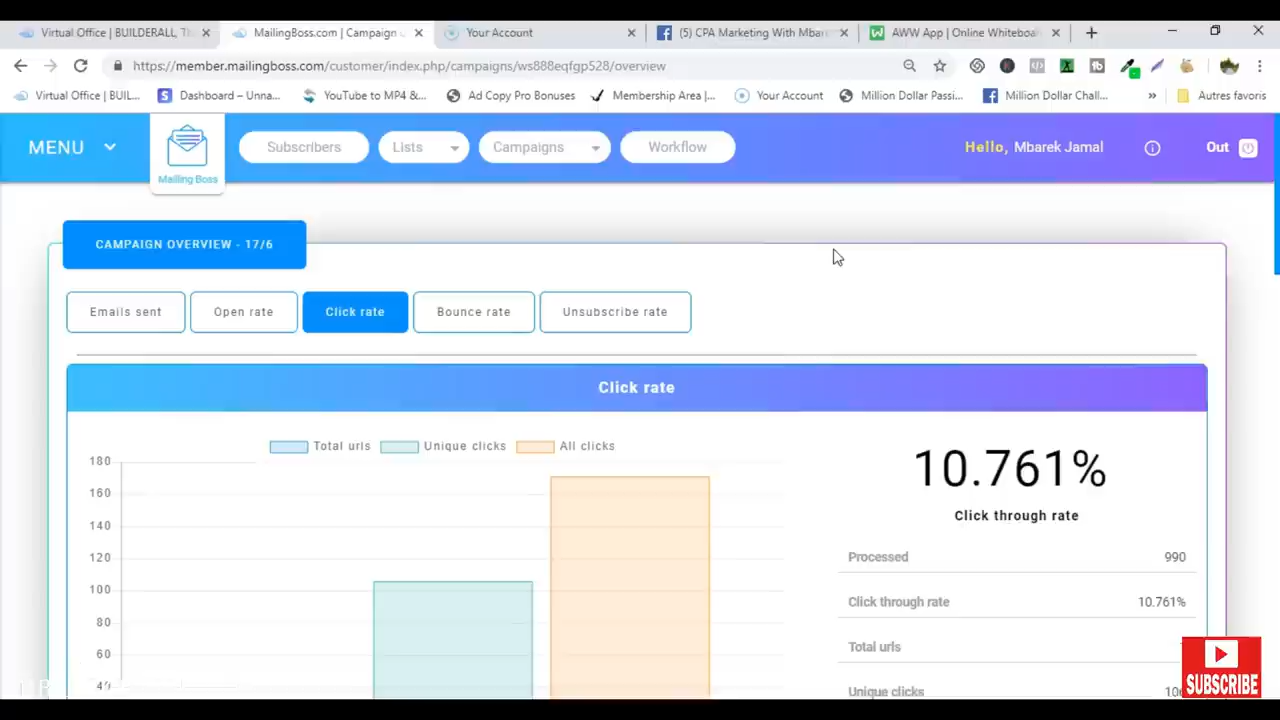 Virtual Office | BUILDERALL, Th
MailingBoss.com | Campaign
Your Account
(5) CPA Marketing With Mbar
AWW App | Online Whiteboa
https://member.mailingboss.com/customer/index.php/campaigns/ws888eqfgp528/overview
Virtual Office | BUIL...
Dashboard – Unna...
YouTube to MP4 &...
Ad Copy Pro Bonuses
Membership Area |...
Your Account
Million Dollar Passi...
Million Dollar Chall...
Autres favoris
MENU
Mailing Boss
Subscribers
Lists
Campaigns
Workflow
Hello, Mbarek Jamal
Out
CAMPAIGN OVERVIEW - 17/6
Emails sent
Open rate
Click rate
Bounce rate
Unsubscribe rate
Click rate
Total urls
Unique clicks
All clicks
180
160
140
120
100
80
60
40
10.761%
Click through rate
Processed 990
Click through rate 10.761%
Total urls
Unique clicks
SUBSCRIBE